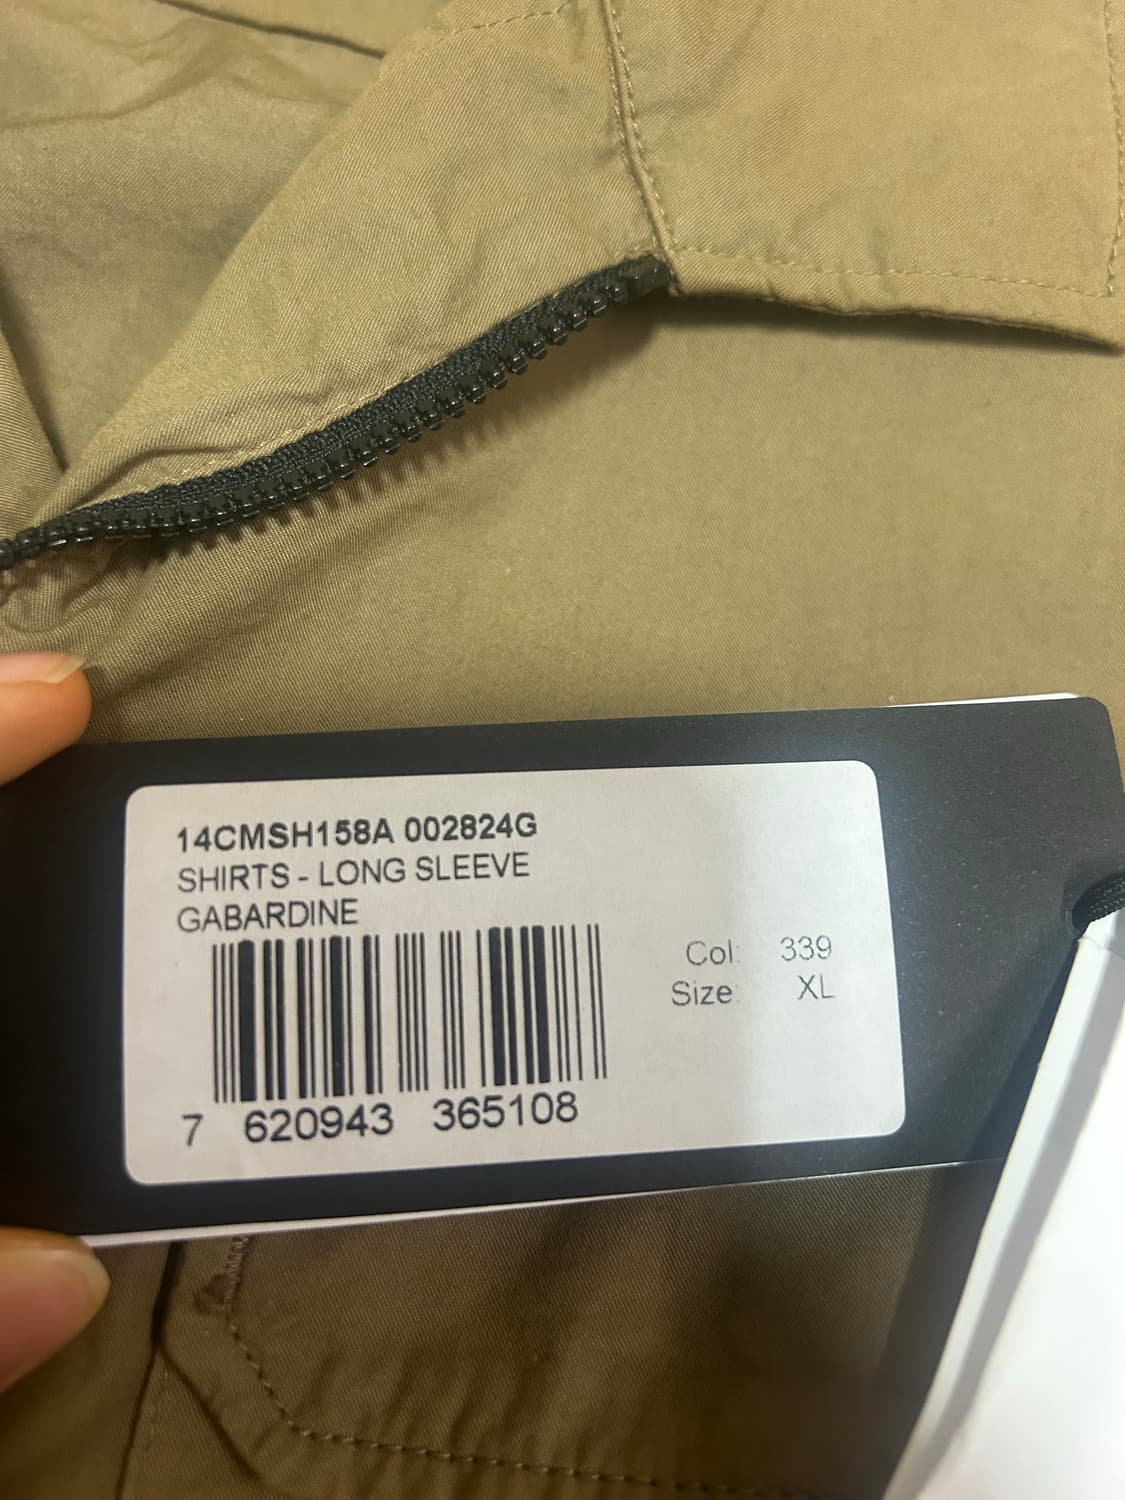 14CMSH158A 002824G
SHIRTS - LONG SLEEVE
GABARDINE
Col: 339
Size: XL
7 620943 365108